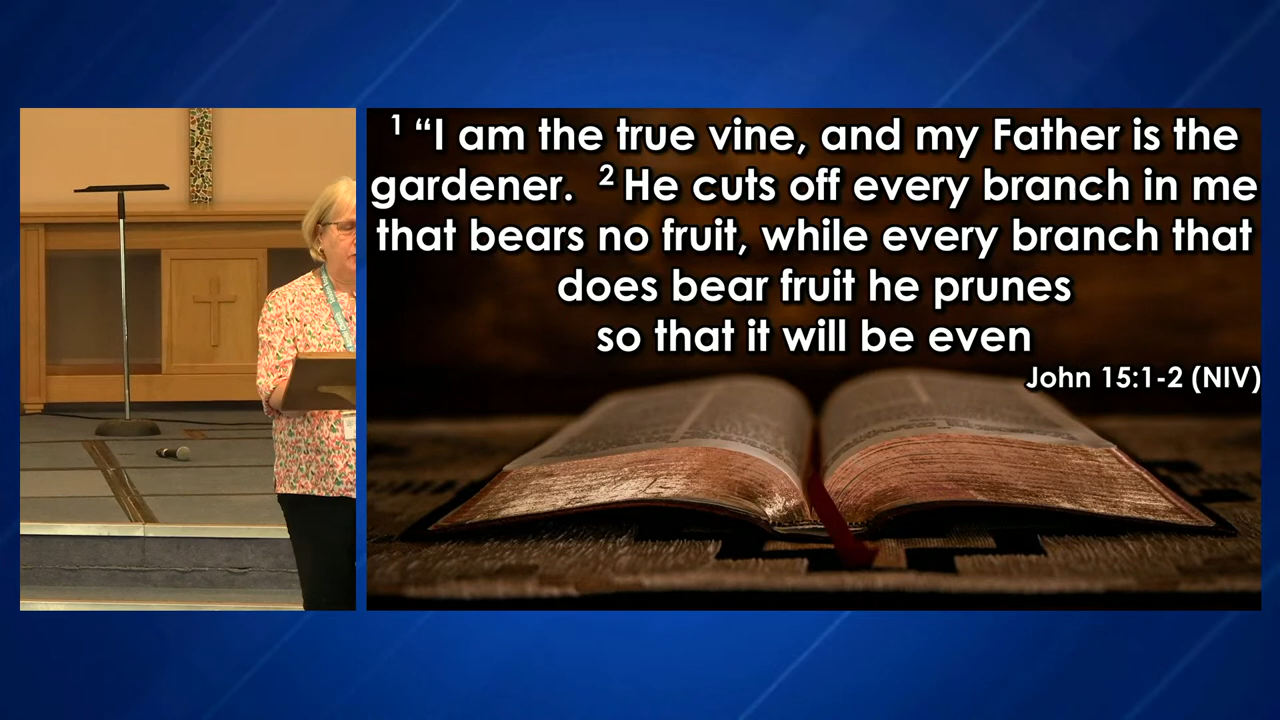 1 “I am the true vine, and my Father is the
gardener. 2 He cuts off every branch in me
that bears no fruit, while every branch that
does bear fruit he prunes
so that it will be even
John 15:1-2 (NIV)